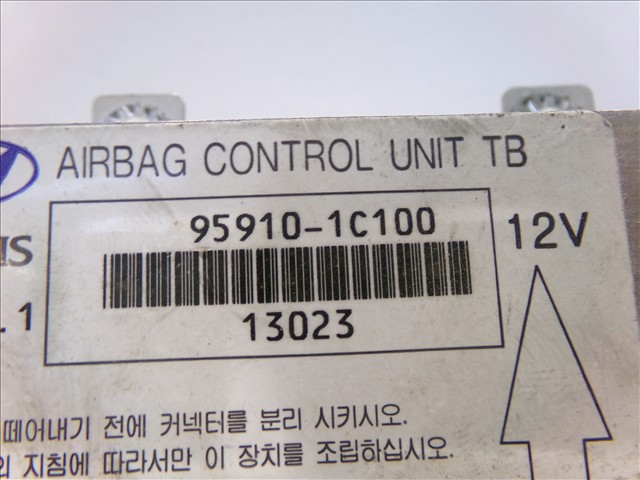 AIRBAG CONTROL UNIT TB
95910-1C100
12V
13023
떼어내기 전에 커넥터를 분리 시키시오.
지침에 따라서만 이 장치를 조립하십시오.